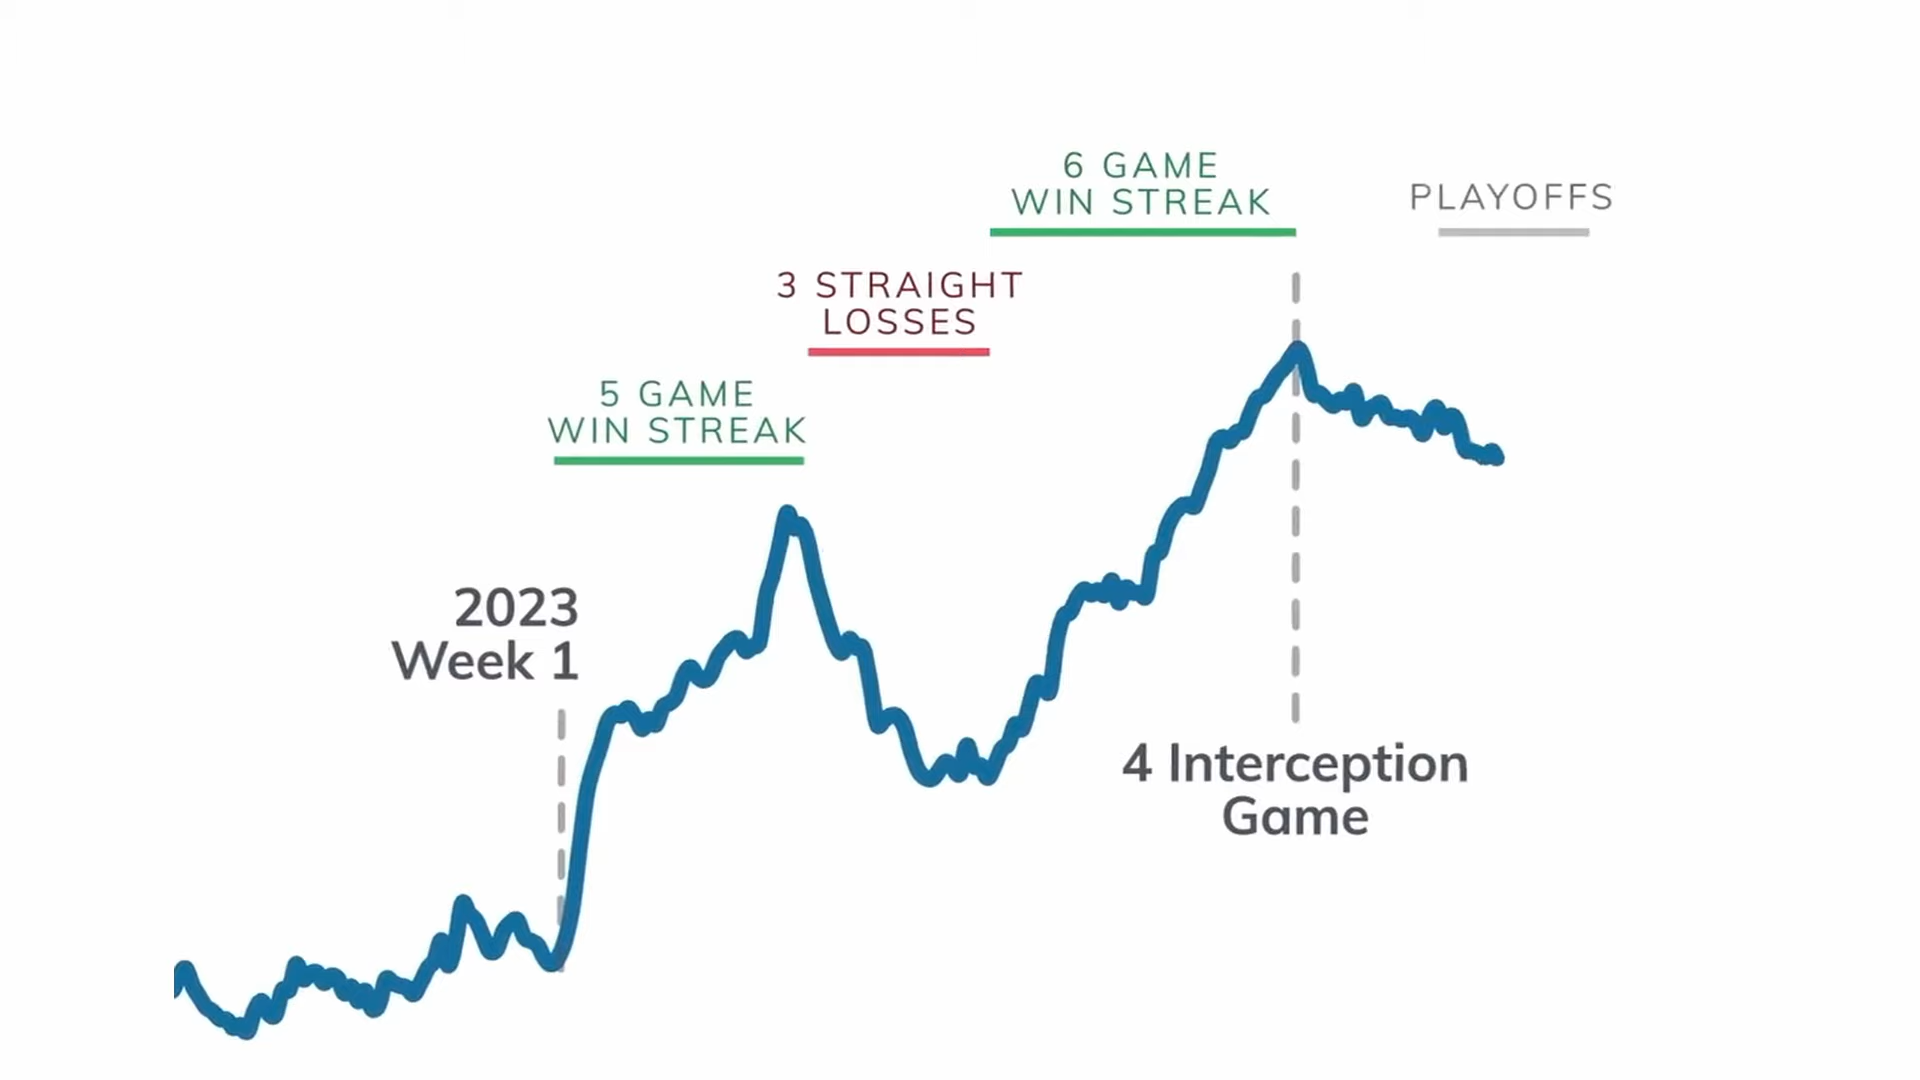 6 GAME
WIN STREAK
PLAYOFFS
3 STRAIGHT
LOSSES
5 GAME
WIN STREAK
2023
Week 1
4 Interception
Game